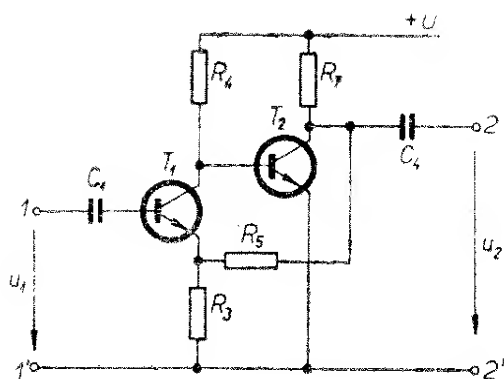 +U
R₄
R₇
T₂
2
T₁
C₁
C₄
1
R₅
u₁
u₂
R₃
1'
2'